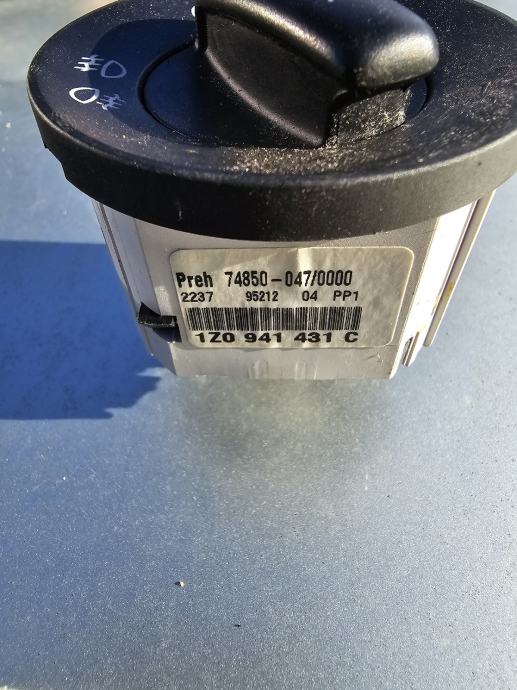 Preh 74850-047/0000
2237 95212 04 PP1
1Z0 941 431 C